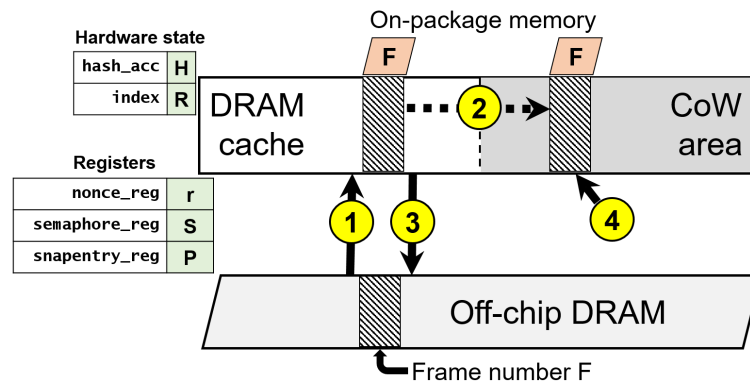 On-package memory
Hardware state
F
F
hash_acc H
index R
DRAM
cache
2
CoW
area
Registers
nonce_reg r
semaphore_reg S
snapentry_reg P
1
3
4
Off-chip DRAM
Frame number F